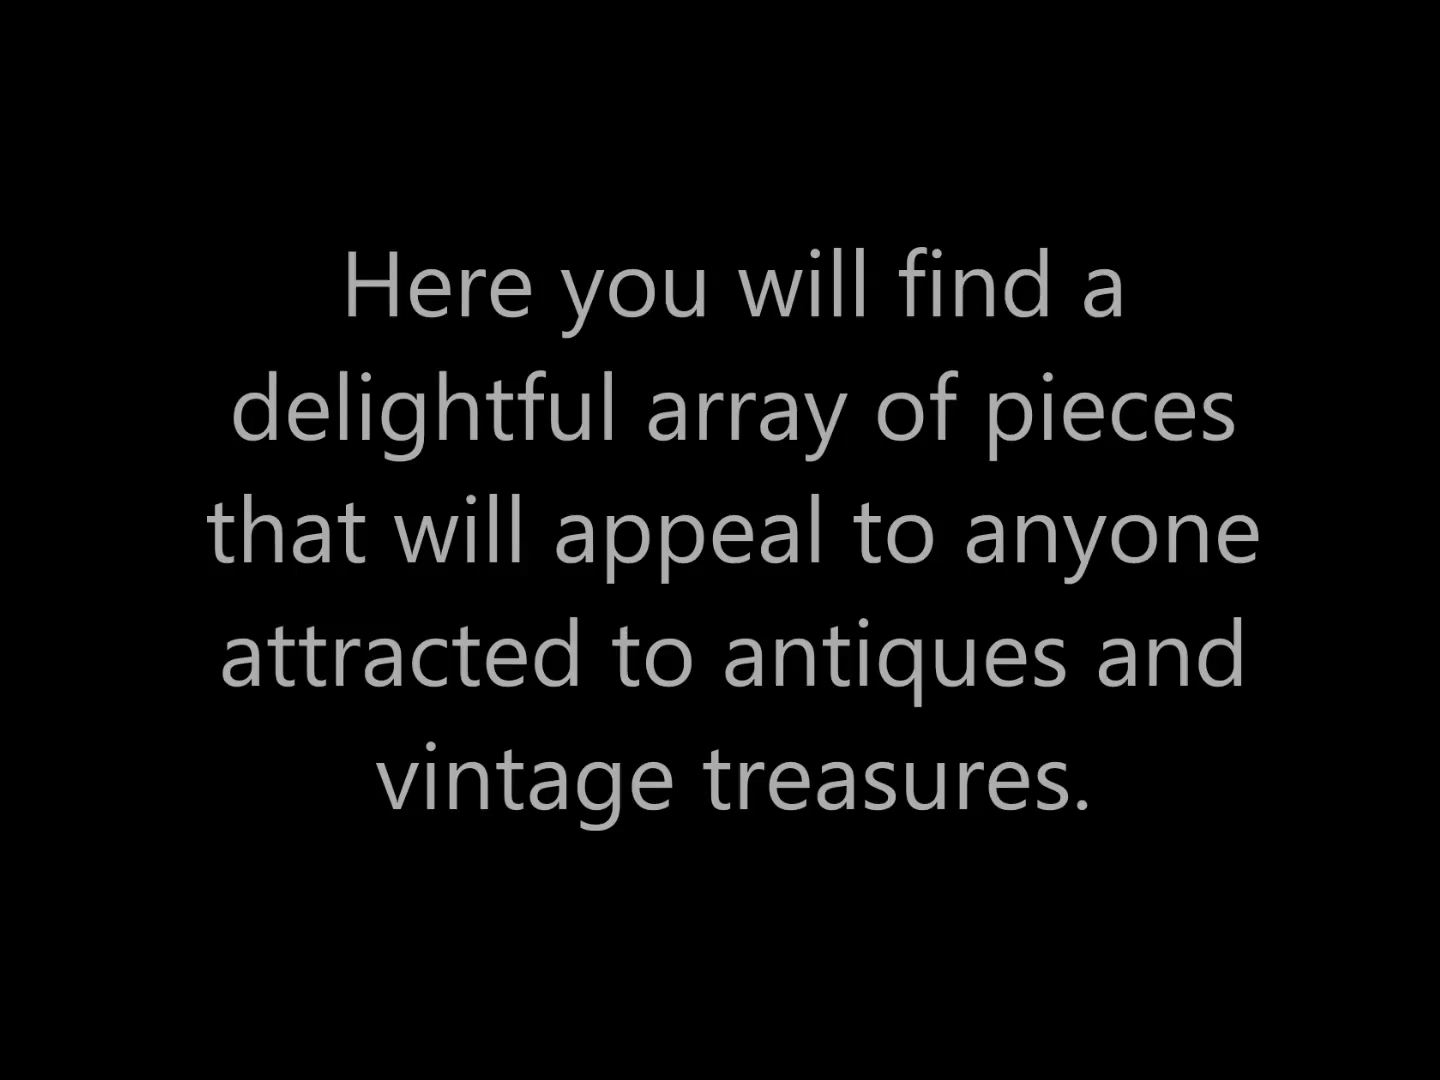 Here you will find a
delightful array of pieces
that will appeal to anyone
attracted to antiques and
vintage treasures.